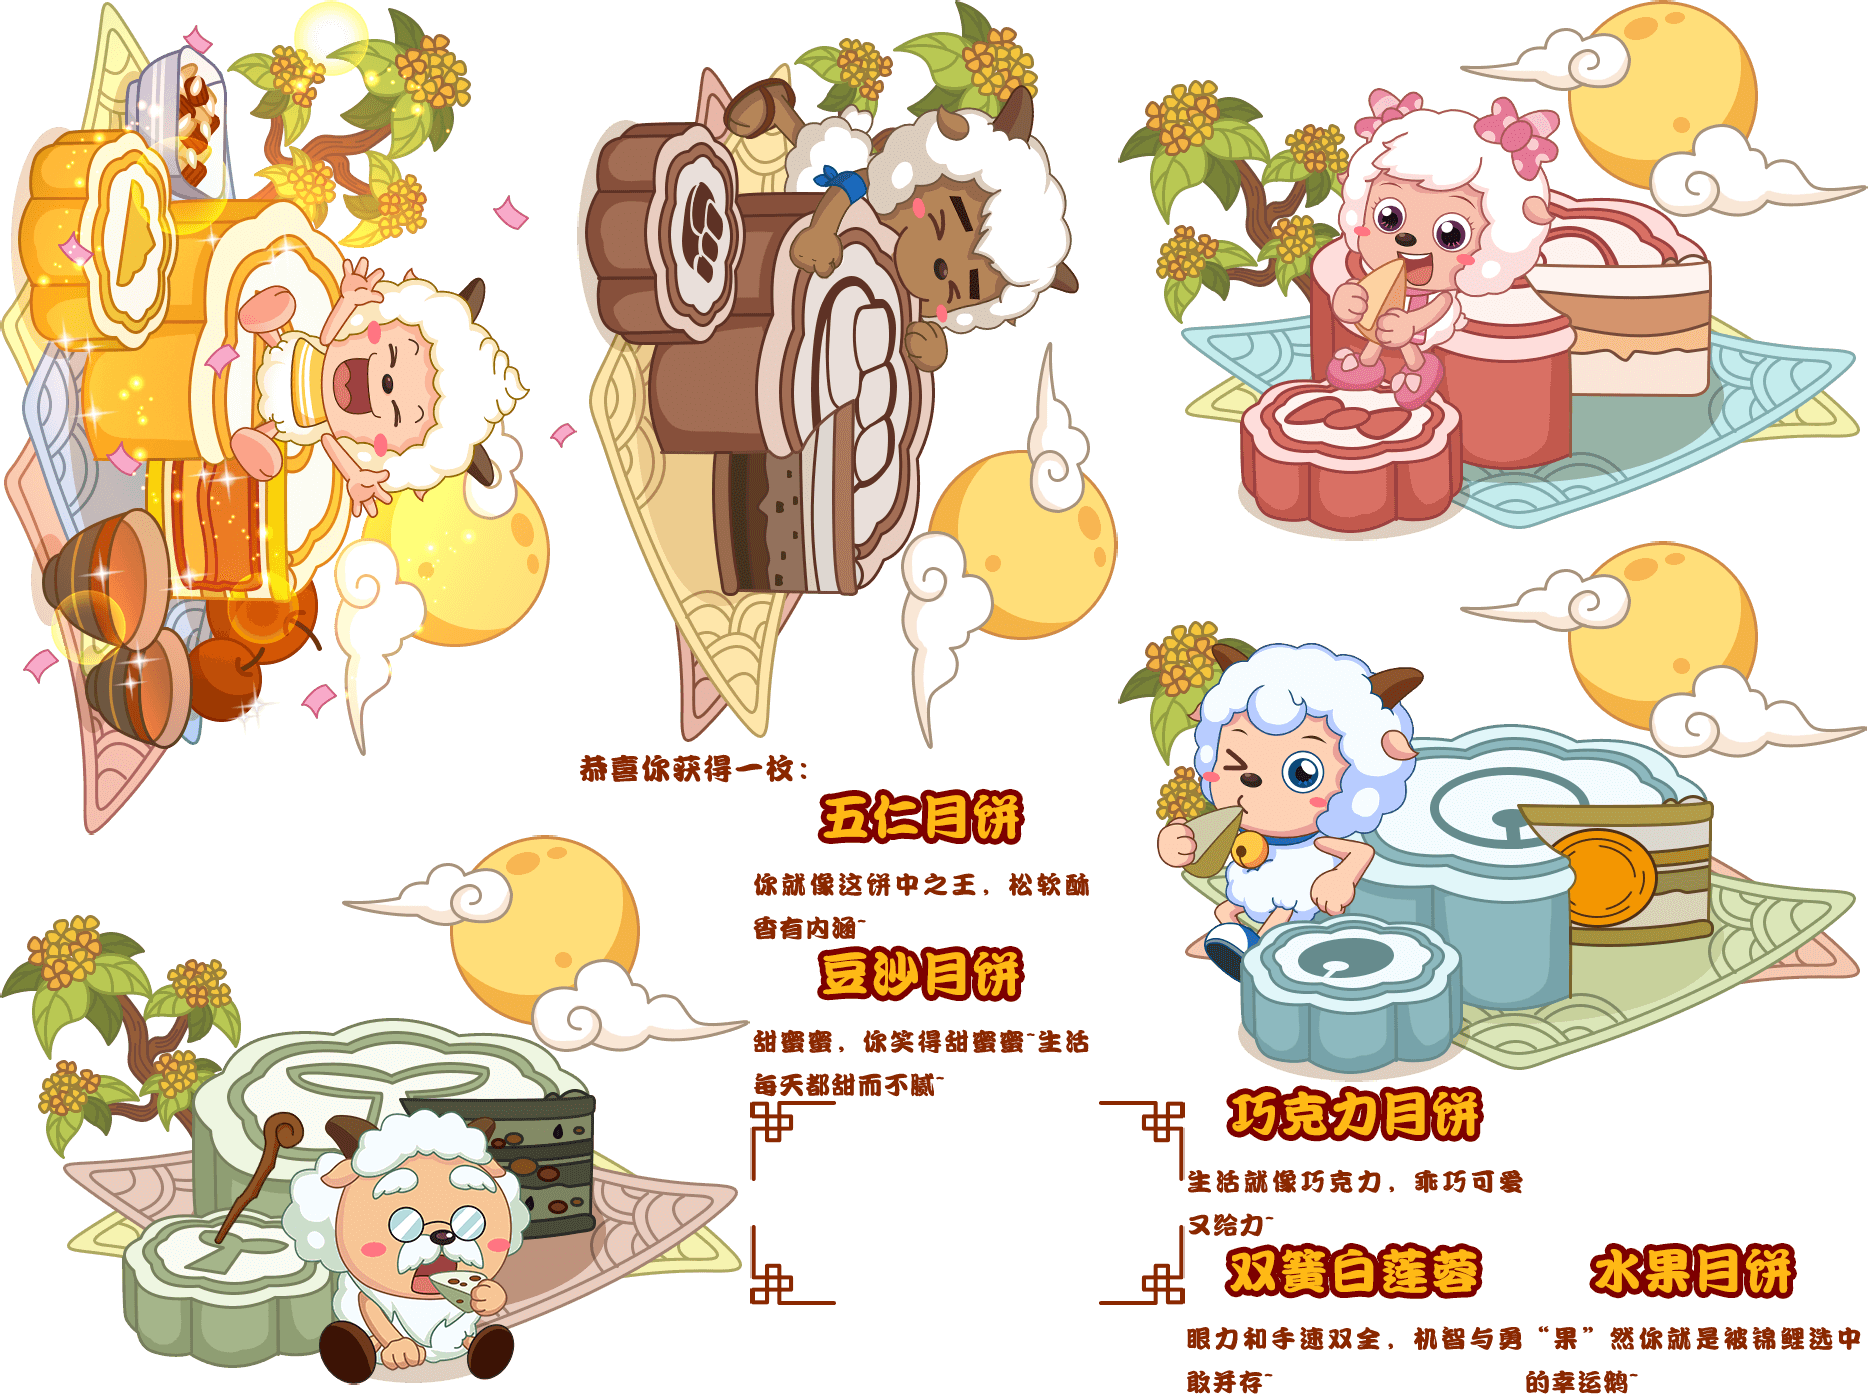 恭喜你获得一枚：
五仁月饼
你就像这饼中之王，松软酥
香有内涵~
豆沙月饼
甜蜜蜜，你笑得甜蜜蜜~生活
每天都甜而不腻~
巧克力月饼
生活就像巧克力，乖巧可爱
又给力~
双簧白莲蓉
眼力和手速双全，机智与勇
敢并存~
水果月饼
“果”然你就是被锦鲤选中
的幸运鹅~